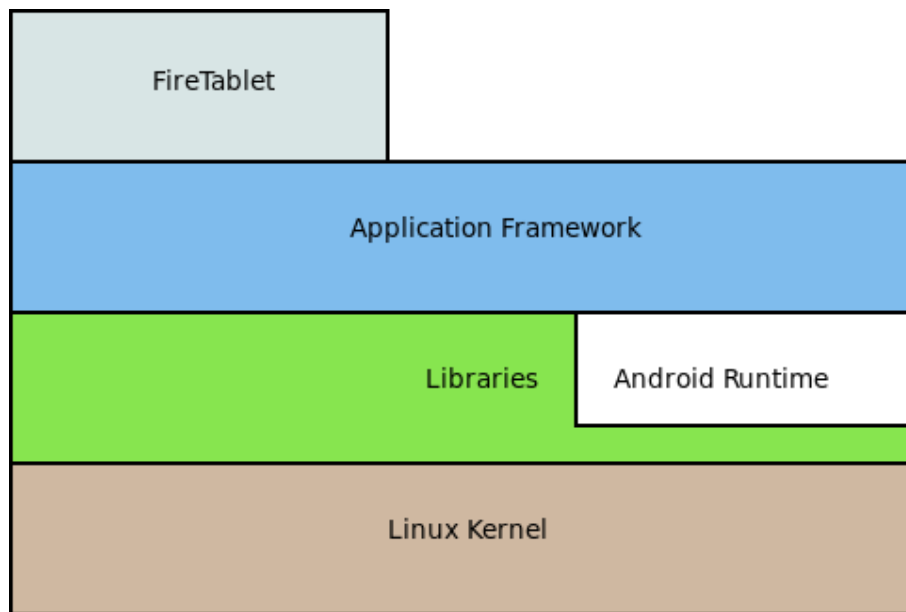 FireTablet
Application Framework
Libraries
Android Runtime
Linux Kernel